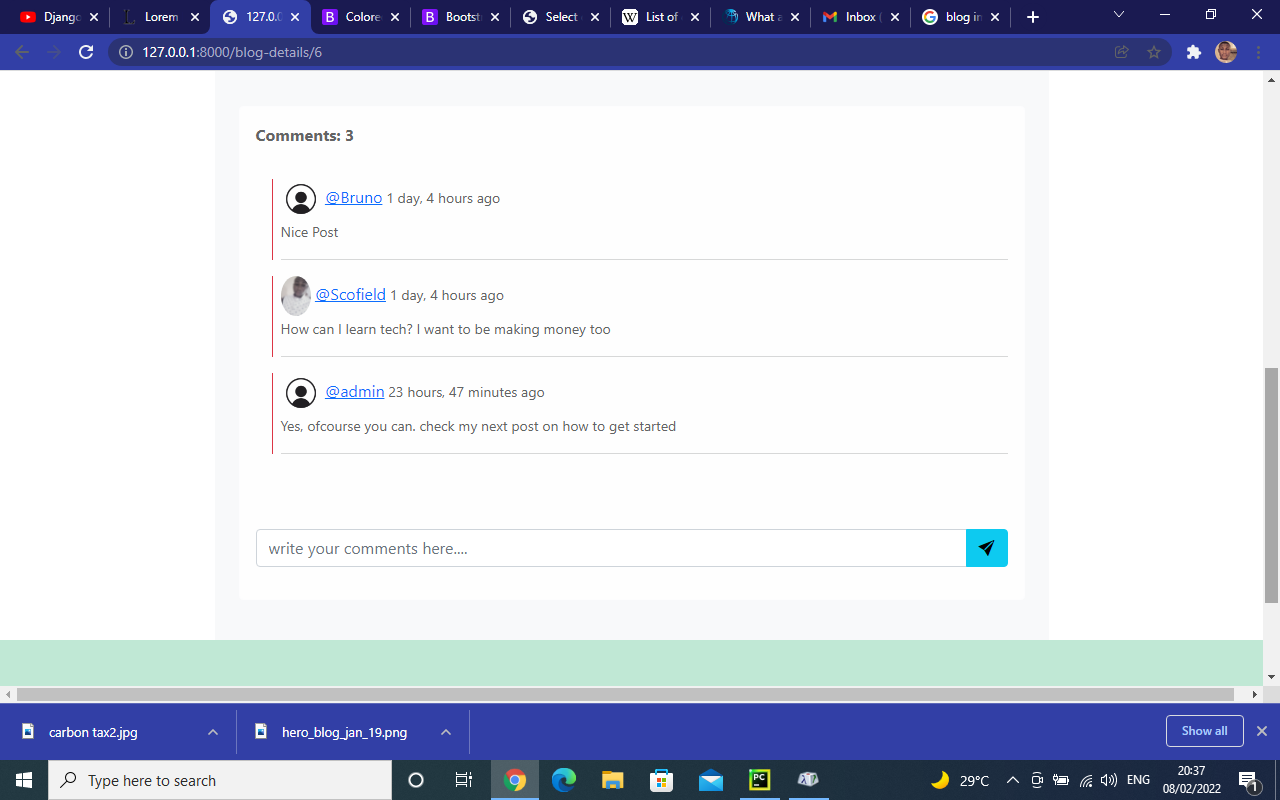 Djang
Lorem
127.0.0
Colore
Bootst
Select
List of
What a
Inbox (
blog in
127.0.0.1:8000/blog-details/6
Comments: 3
@Bruno 1 day, 4 hours ago
Nice Post
@Scofield 1 day, 4 hours ago
How can I learn tech? I want to be making money too
@admin 23 hours, 47 minutes ago
Yes, ofcourse you can. check my next post on how to get started
write your comments here....
carbon tax2.jpg
hero_blog_jan_19.png
Show all
Type here to search
PC
29°C
ENG
20:37
08/02/2022
1